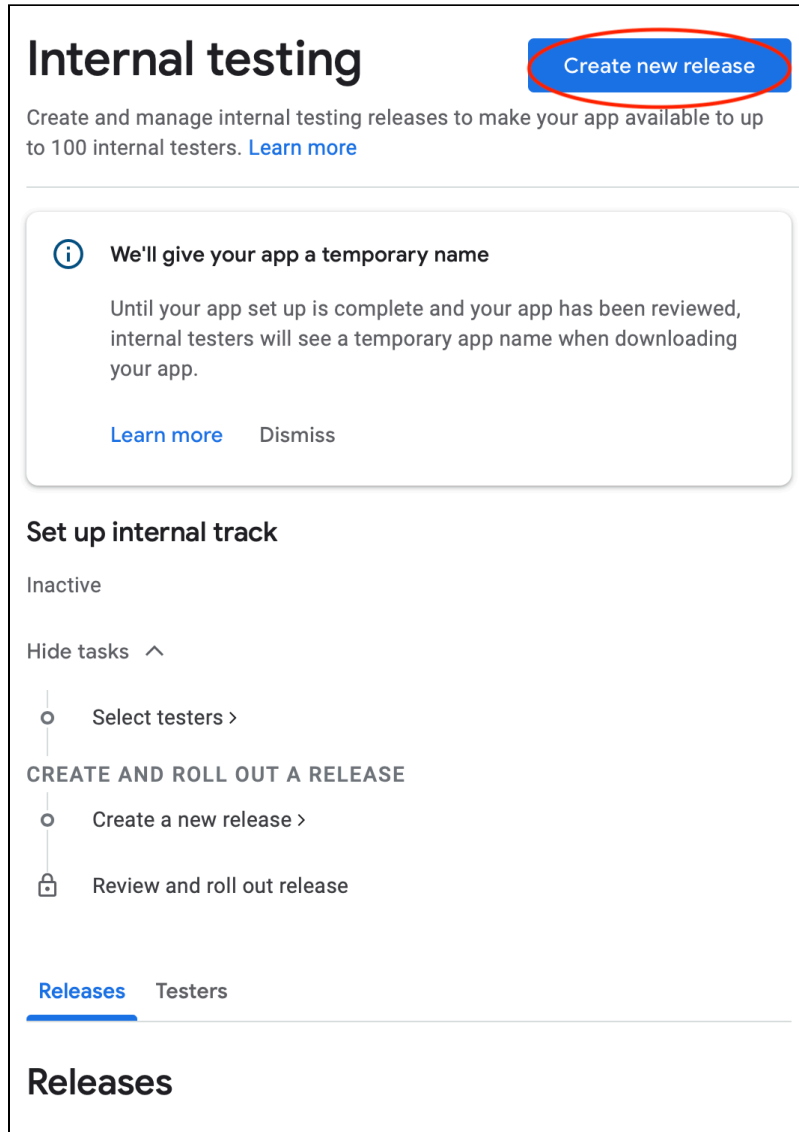 Internal testing
Create new release
Create and manage internal testing releases to make your app available to up
to 100 internal testers. Learn more
We'll give your app a temporary name
Until your app set up is complete and your app has been reviewed,
internal testers will see a temporary app name when downloading
your app.
Learn more Dismiss
Set up internal track
Inactive
Hide tasks
Select testers >
CREATE AND ROLL OUT A RELEASE
Create a new release >
Review and roll out release
Releases Testers
Releases